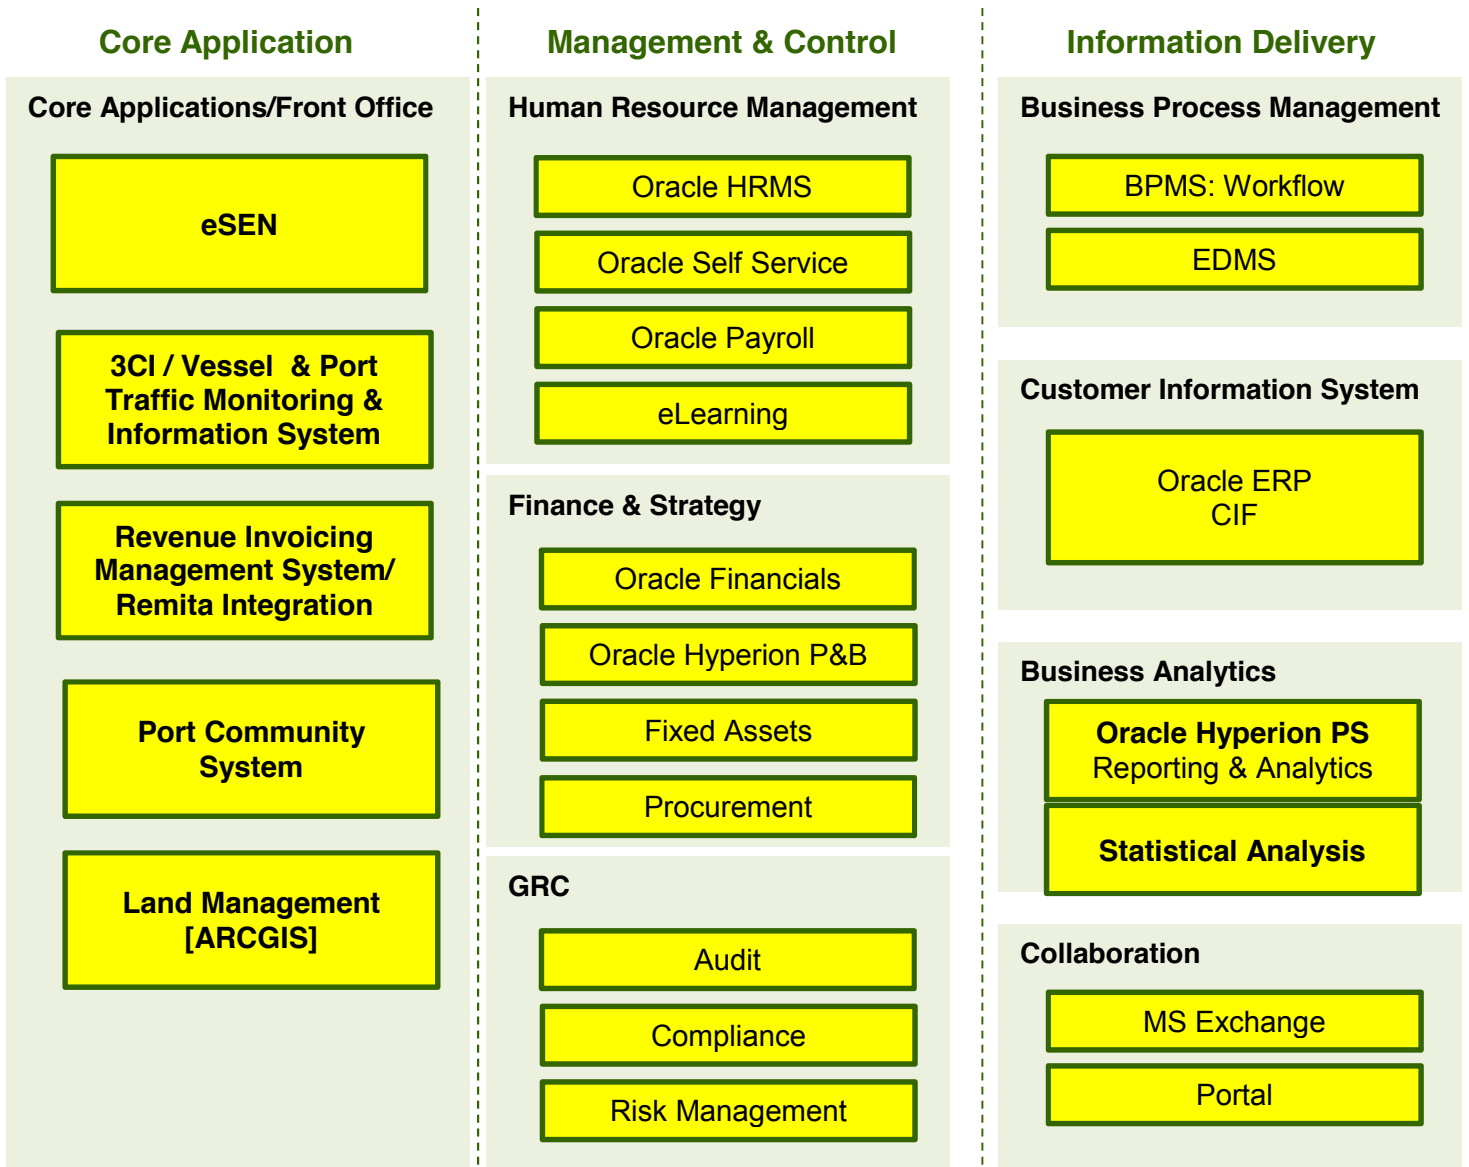 Core Application
Core Applications/Front Office
eSEN
3CI / Vessel & Port
Traffic Monitoring &
Information System
Revenue Invoicing
Management System/
Remita Integration
Port Community
System
Land Management
[ARCGIS]
Management & Control
Human Resource Management
Oracle HRMS
Oracle Self Service
Oracle Payroll
eLearning
Finance & Strategy
Oracle Financials
Oracle Hyperion P&B
Fixed Assets
Procurement
GRC
Audit
Compliance
Risk Management
Information Delivery
Business Process Management
BPMS: Workflow
EDMS
Customer Information System
Oracle ERP
CIF
Business Analytics
Oracle Hyperion PS
Reporting & Analytics
Statistical Analysis
Collaboration
MS Exchange
Portal